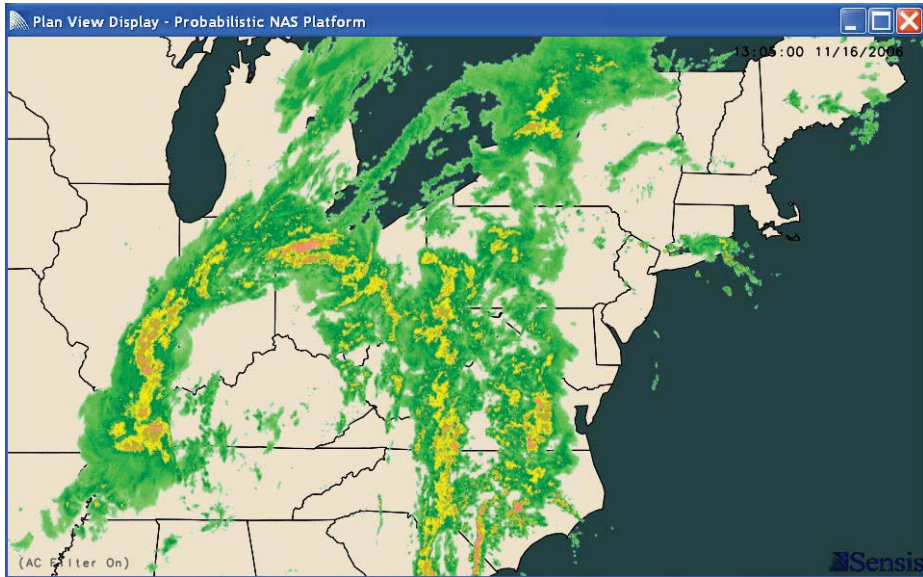 Plan View Display - Probabilistic NAS Platform
13:05:00 11/16/2006
(AC Filter On)
Sensis